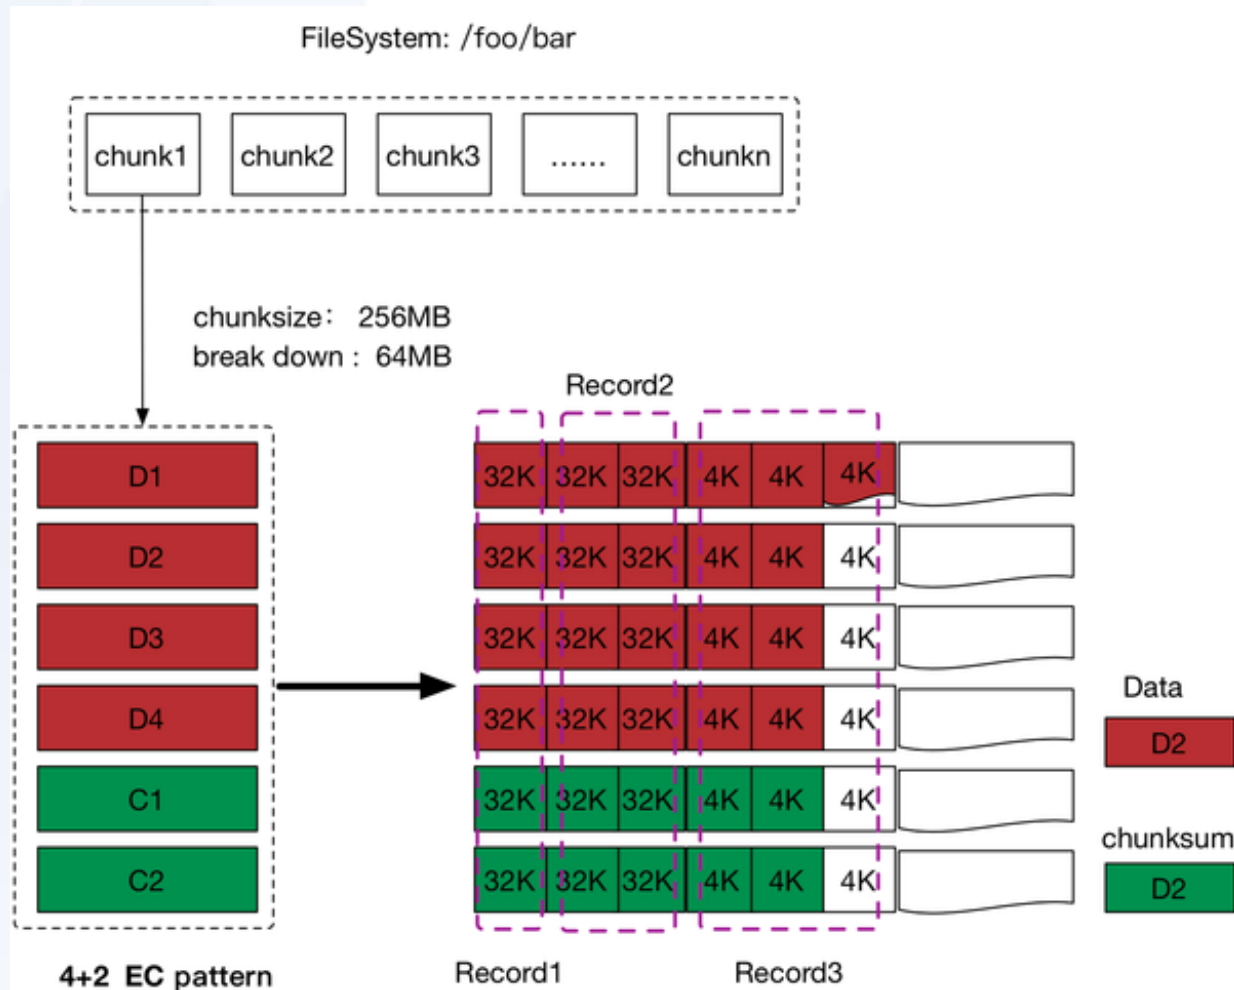 FileSystem: /foo/bar
chunk1 chunk2 chunk3 ...... chunkn
chunksize： 256MB
break down : 64MB
Record2
D1 32K 32K 32K 4K 4K 4K
D2 32K 32K 32K 4K 4K 4K
D3 32K 32K 32K 4K 4K 4K
D4 32K 32K 32K 4K 4K 4K
Data
D2
C1 32K 32K 32K 4K 4K 4K
chunksum
C2 32K 32K 32K 4K 4K 4K
D2
4+2 EC pattern
Record1
Record3